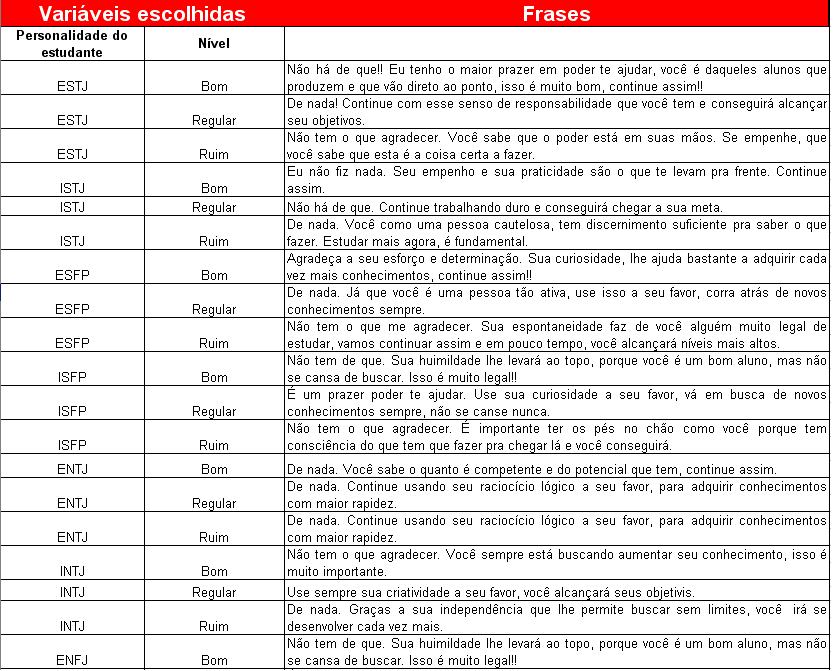 Variáveis escolhidas Frases
Personalidade do
estudante
Nível
Não há de que!! Eu tenho o maior prazer em poder te ajudar, você é daqueles alunos que
ESTJ Bom produzem e que vão direto ao ponto, isso é muito bom, continue assim!!
De nada! Continue com esse senso de responsabilidade que você tem e conseguirá alcançar
ESTJ Regular seu objetivos.
Não tem o que agradecer. Você sabe que o poder está em suas mãos. Se empenhe, que
ESTJ Ruim você sabe que esta é a coisa certa a fazer.
Eu não fiz nada. Seu empenho e sua praticidade são o que te levam pra frente. Continue
ISTJ Bom assim.
ISTJ Regular Não há de que. Continue trabalhando duro e conseguirá chegar a sua meta.
De nada. Você como uma pessoa cautelosa, tem discernimento suficiente pra saber o que
ISTJ Ruim fazer. Estudar mais agora, é fundamental.
Agradeça a seu esforço e determinação. Sua curiosidade, lhe ajuda bastante a adquirir cada
ESFP Bom vez mais conhecimentos, continue assim!!
De nada. Já que você é uma pessoa tão ativa, use isso a seu favor, corra atrás de novos
ESFP Regular conhecimentos sempre.
Não tem o que me agradecer. Sua espontaneidade faz de você alguém muito legal de
ESFP Ruim estudar, vamos continuar assim e em pouco tempo, você alcançará níveis mais altos.
Não tem de que. Sua huimildade lhe levará ao topo, porque você é um bom aluno, mas não
ISFP Bom se cansa de buscar. Isso é muito legal!!
É um prazer poder te ajudar. Use sua curiosidade a seu favor, vá em busca de novos
ISFP Regular conhecimentos sempre, não se canse nunca.
Não tem o que agradecer. É importante ter os pés no chão como você porque tem
ISFP Ruim consciência do que tem que fazer pra chegar lá e você conseguirá.
ENTJ Bom De nada. Você sabe o quanto é competente e do potencial que tem, continue assim.
De nada. Continue usando seu raciocício lógico a seu favor, para adquirir conhecimentos
ENTJ Regular com maior rapidez.
De nada. Continue usando seu raciocício lógico a seu favor, para adquirir conhecimentos
ENTJ Ruim com maior rapidez.
Não tem o que agradecer. Você sempre está buscando aumentar seu conhecimento, isso é
INTJ Bom muito importante.
INTJ Regular Use sempre sua criatividade a seu favor, você alcançará seus objetivis.
De nada. Graças a sua independência que lhe permite buscar sem limites, você irá se
INTJ Ruim desenvolver cada vez mais.
Não tem de que. Sua huimildade lhe levará ao topo, porque você é um bom aluno, mas não
ENFJ Bom se cansa de buscar. Isso é muito legal!!